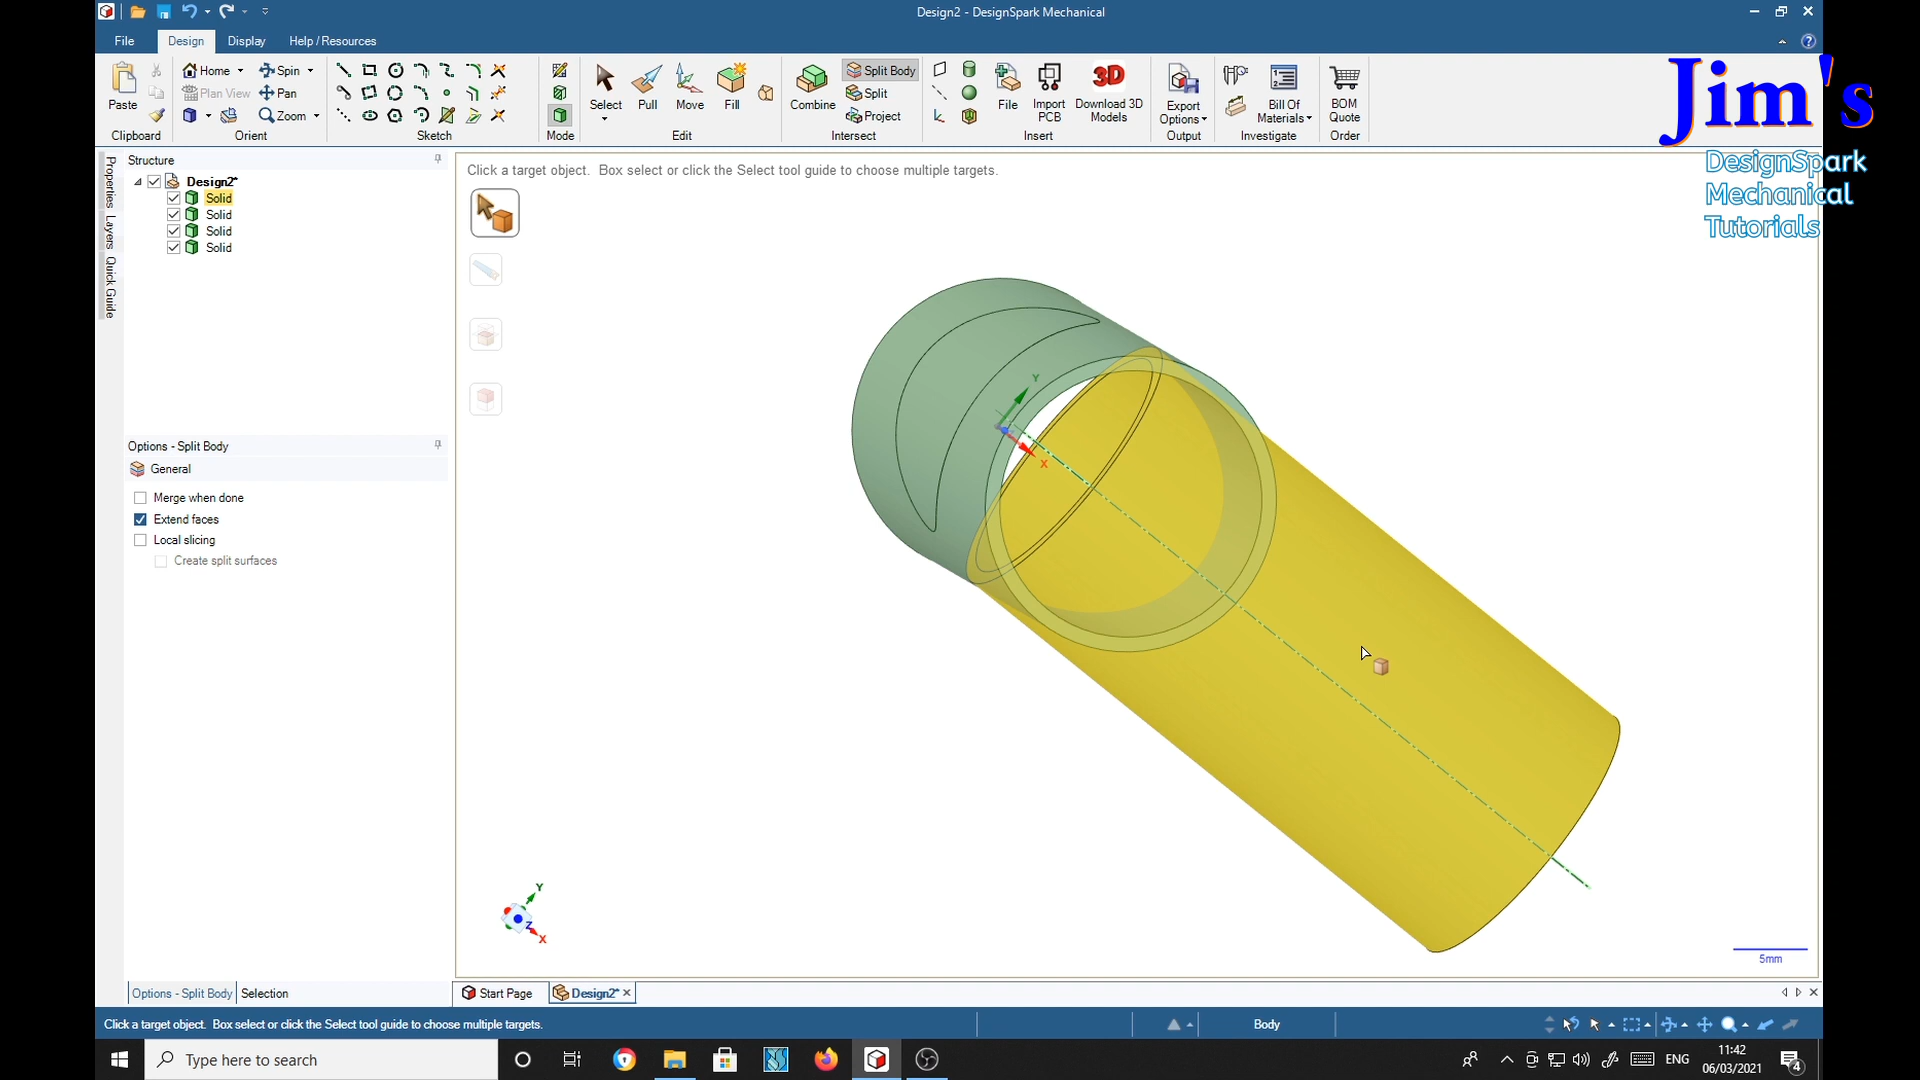 Design2 - DesignSpark Mechanical
File Design Display Help / Resources
Paste
Clipboard
Home Spin
Plan View Pan
Zoom
Orient
Sketch
Mode
Select Pull Move Fill
Edit
Combine
Split Body
Split
Project
Intersect
File Import PCB Download 3D Models
3D
Insert
Export Options
Output
Bill Of Materials
Investigate
BOM Quote
Order
Jim's
DesignSpark
Mechanical
Tutorials
Properties Layers Quick Guide
Structure
Design2*
Solid
Solid
Solid
Solid
Click a target object. Box select or click the Select tool guide to choose multiple targets.
Y
X
Options - Split Body
General
Merge when done
Extend faces
Local slicing
Create split surfaces
Y
Z
X
5mm
Options - Split Body Selection
Start Page Design2*
Click a target object. Box select or click the Select tool guide to choose multiple targets.
Body
Type here to search
ENG
11:42
06/03/2021
4